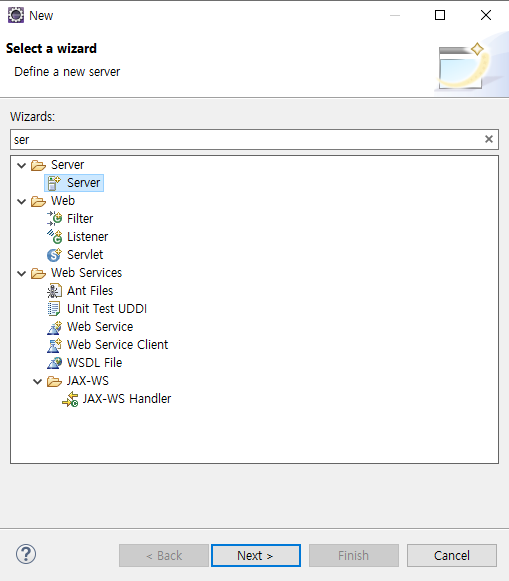 New
Select a wizard
Define a new server
Wizards:
ser
Server
Server
Web
Filter
Listener
Servlet
Web Services
Ant Files
Unit Test UDDI
Web Service
Web Service Client
WSDL File
JAX-WS
JAX-WS Handler
< Back Next > Finish Cancel